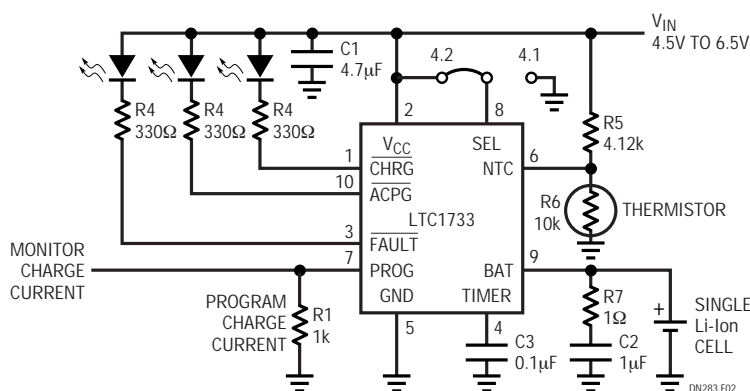 V_IN
4.5V TO 6.5V
C1
4.7µF
4.2
4.1
R4
330Ω
R4
330Ω
R4
330Ω
2
8
R5
4.12k
V_CC
SEL
1
CHRG
NTC
6
10
ACPG
LTC1733
R6
10k
THERMISTOR
3
FAULT
MONITOR
CHARGE
CURRENT
7
PROG
BAT
9
GND
TIMER
PROGRAM
CHARGE
CURRENT
R1
1k
5
4
C3
0.1µF
R7
1Ω
C2
1µF
+
SINGLE
Li-Ion
CELL
DN283 F02